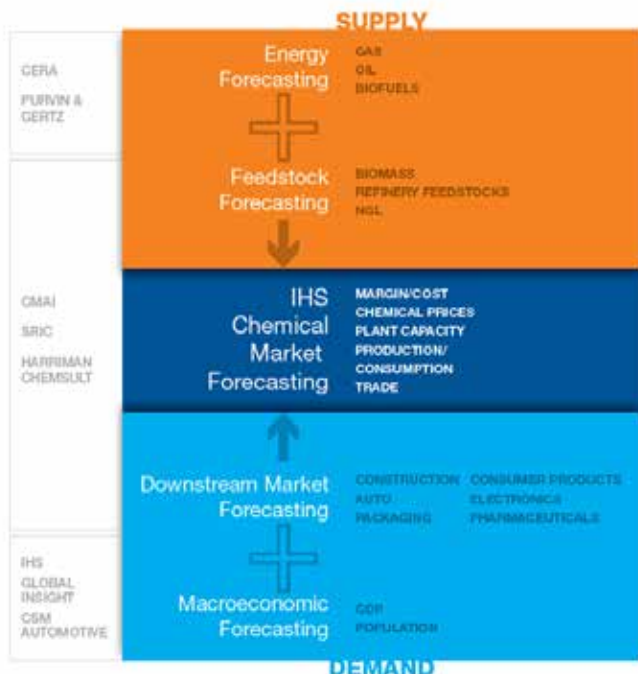 SUPPLY
CERA
PURVIN &
GERTZ
Energy
Forecasting
GAS
OIL
BIOFUELS
Feedstock
Forecasting
BIOMASS
REFINERY FEEDSTOCKS
NGL
CMAI
SRIC
HARRIMAN
CHEMSULT
IHS
Chemical
Market
Forecasting
MARGIN/COST
CHEMICAL PRICES
PLANT CAPACITY
PRODUCTION/
CONSUMPTION
TRADE
Downstream Market
Forecasting
CONSTRUCTION
AUTO
PACKAGING
CONSUMER PRODUCTS
ELECTRONICS
PHARMACEUTICALS
IHS
GLOBAL
INSIGHT
CSM
AUTOMOTIVE
Macroeconomic
Forecasting
GDP
POPULATION
DEMAND